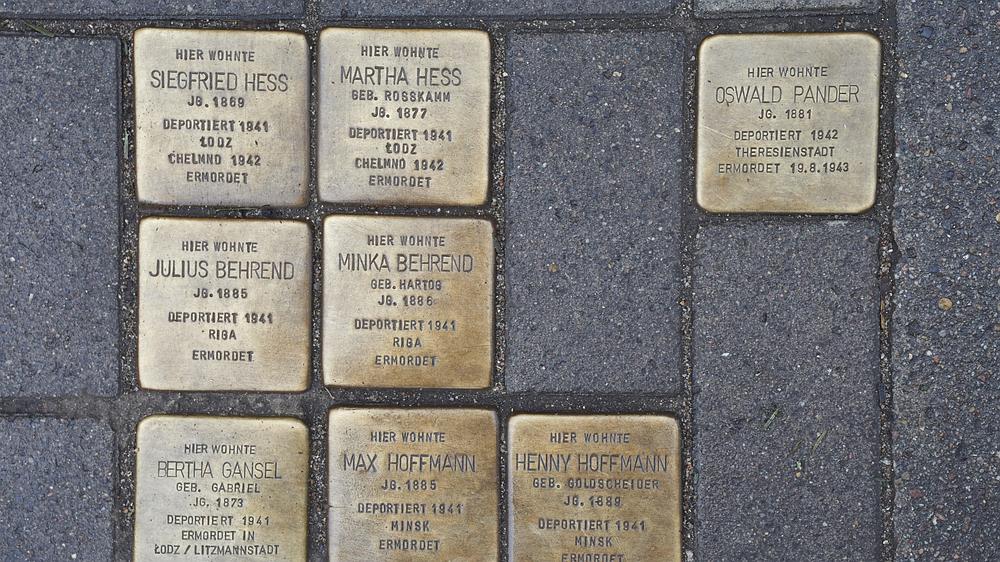 HIER WOHNTE
SIEGFRIED HESS
JG. 1869
DEPORTIERT 1941
ŁODZ
CHELMNO 1942
ERMORDET
HIER WOHNTE
MARTHA HESS
GEB. ROSSKAMM
JG. 1877
DEPORTIERT 1941
ŁODZ
CHELMNO 1942
ERMORDET
HIER WOHNTE
OSWALD PANDER
JG. 1881
DEPORTIERT 1942
THERESIENSTADT
ERMORDET 19.8.1943
HIER WOHNTE
JULIUS BEHREND
JG. 1885
DEPORTIERT 1941
RIGA
ERMORDET
HIER WOHNTE
MINKA BEHREND
GEB. HARTOG
JG. 1886
DEPORTIERT 1941
RIGA
ERMORDET
HIER WOHNTE
BERTHA GANSEL
GEB. GABRIEL
JG. 1873
DEPORTIERT 1941
ERMORDET IN
ŁODZ / LITZMANNSTADT
HIER WOHNTE
MAX HOFFMANN
JG. 1885
DEPORTIERT 1941
MINSK
ERMORDET
HIER WOHNTE
HENNY HOFFMANN
GEB. GOLDSCHEIDER
JG. 1889
DEPORTIERT 1941
MINSK
ERMORDET